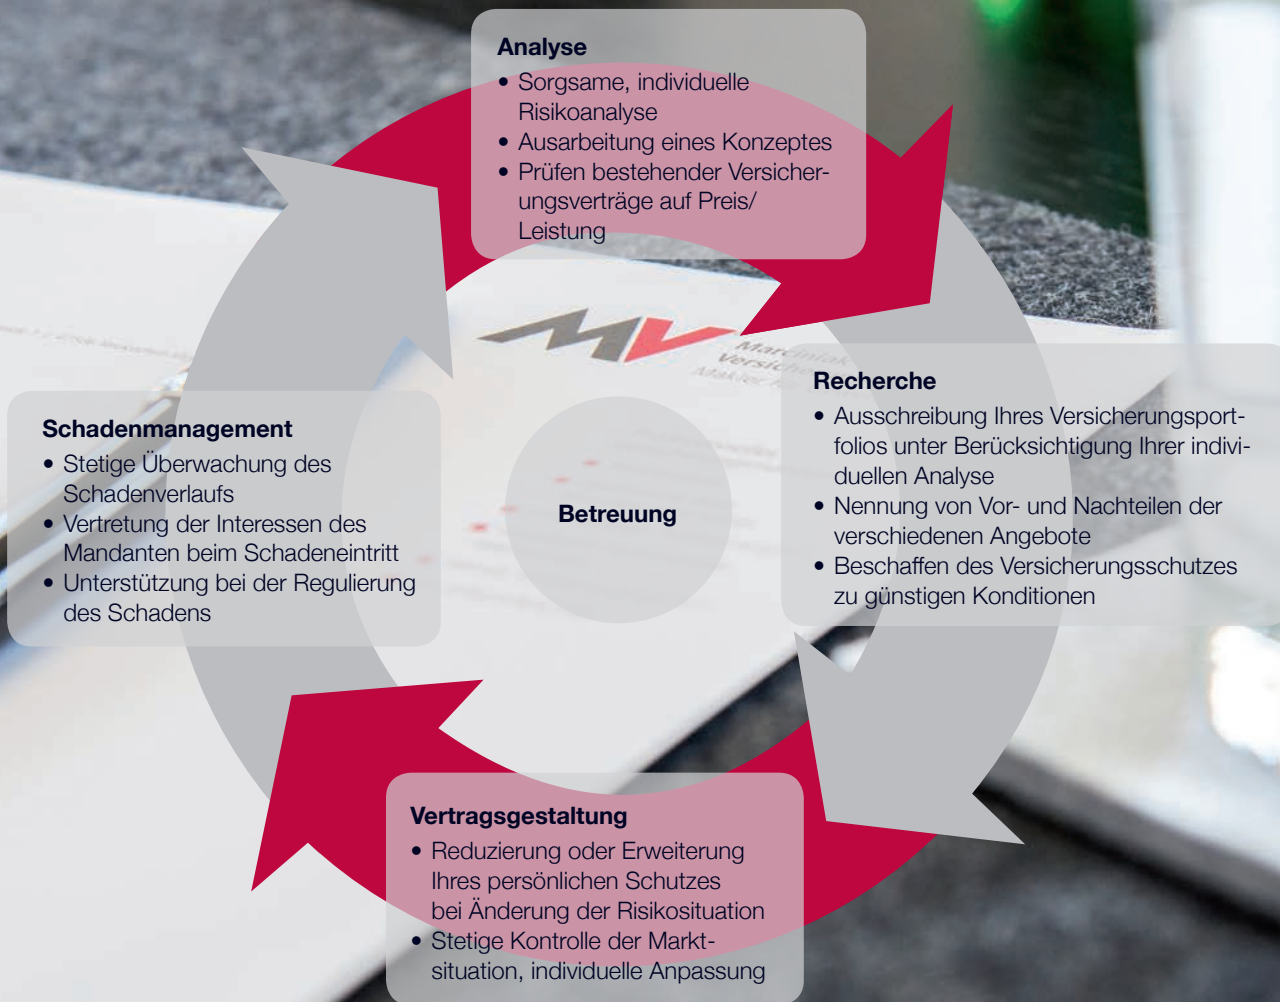 Analyse
• Sorgsame, individuelle
Risikoanalyse
• Ausarbeitung eines Konzeptes
• Prüfen bestehender Versicher-
ungsverträge auf Preis/
Leistung
MV
Marciniak
Recherche
• Ausschreibung Ihres Versicherungsport-
folios unter Berücksichtigung Ihrer indivi-
duellen Analyse
• Nennung von Vor- und Nachteilen der
verschiedenen Angebote
• Beschaffen des Versicherungsschutzes
zu günstigen Konditionen
Schadenmanagement
• Stetige Überwachung des
Schadenverlaufs
• Vertretung der Interessen des
Mandanten beim Schadeneintritt
• Unterstützung bei der Regulierung
des Schadens
Betreuung
Vertragsgestaltung
• Reduzierung oder Erweiterung
Ihres persönlichen Schutzes
bei Änderung der Risikosituation
• Stetige Kontrolle der Markt-
situation, individuelle Anpassung